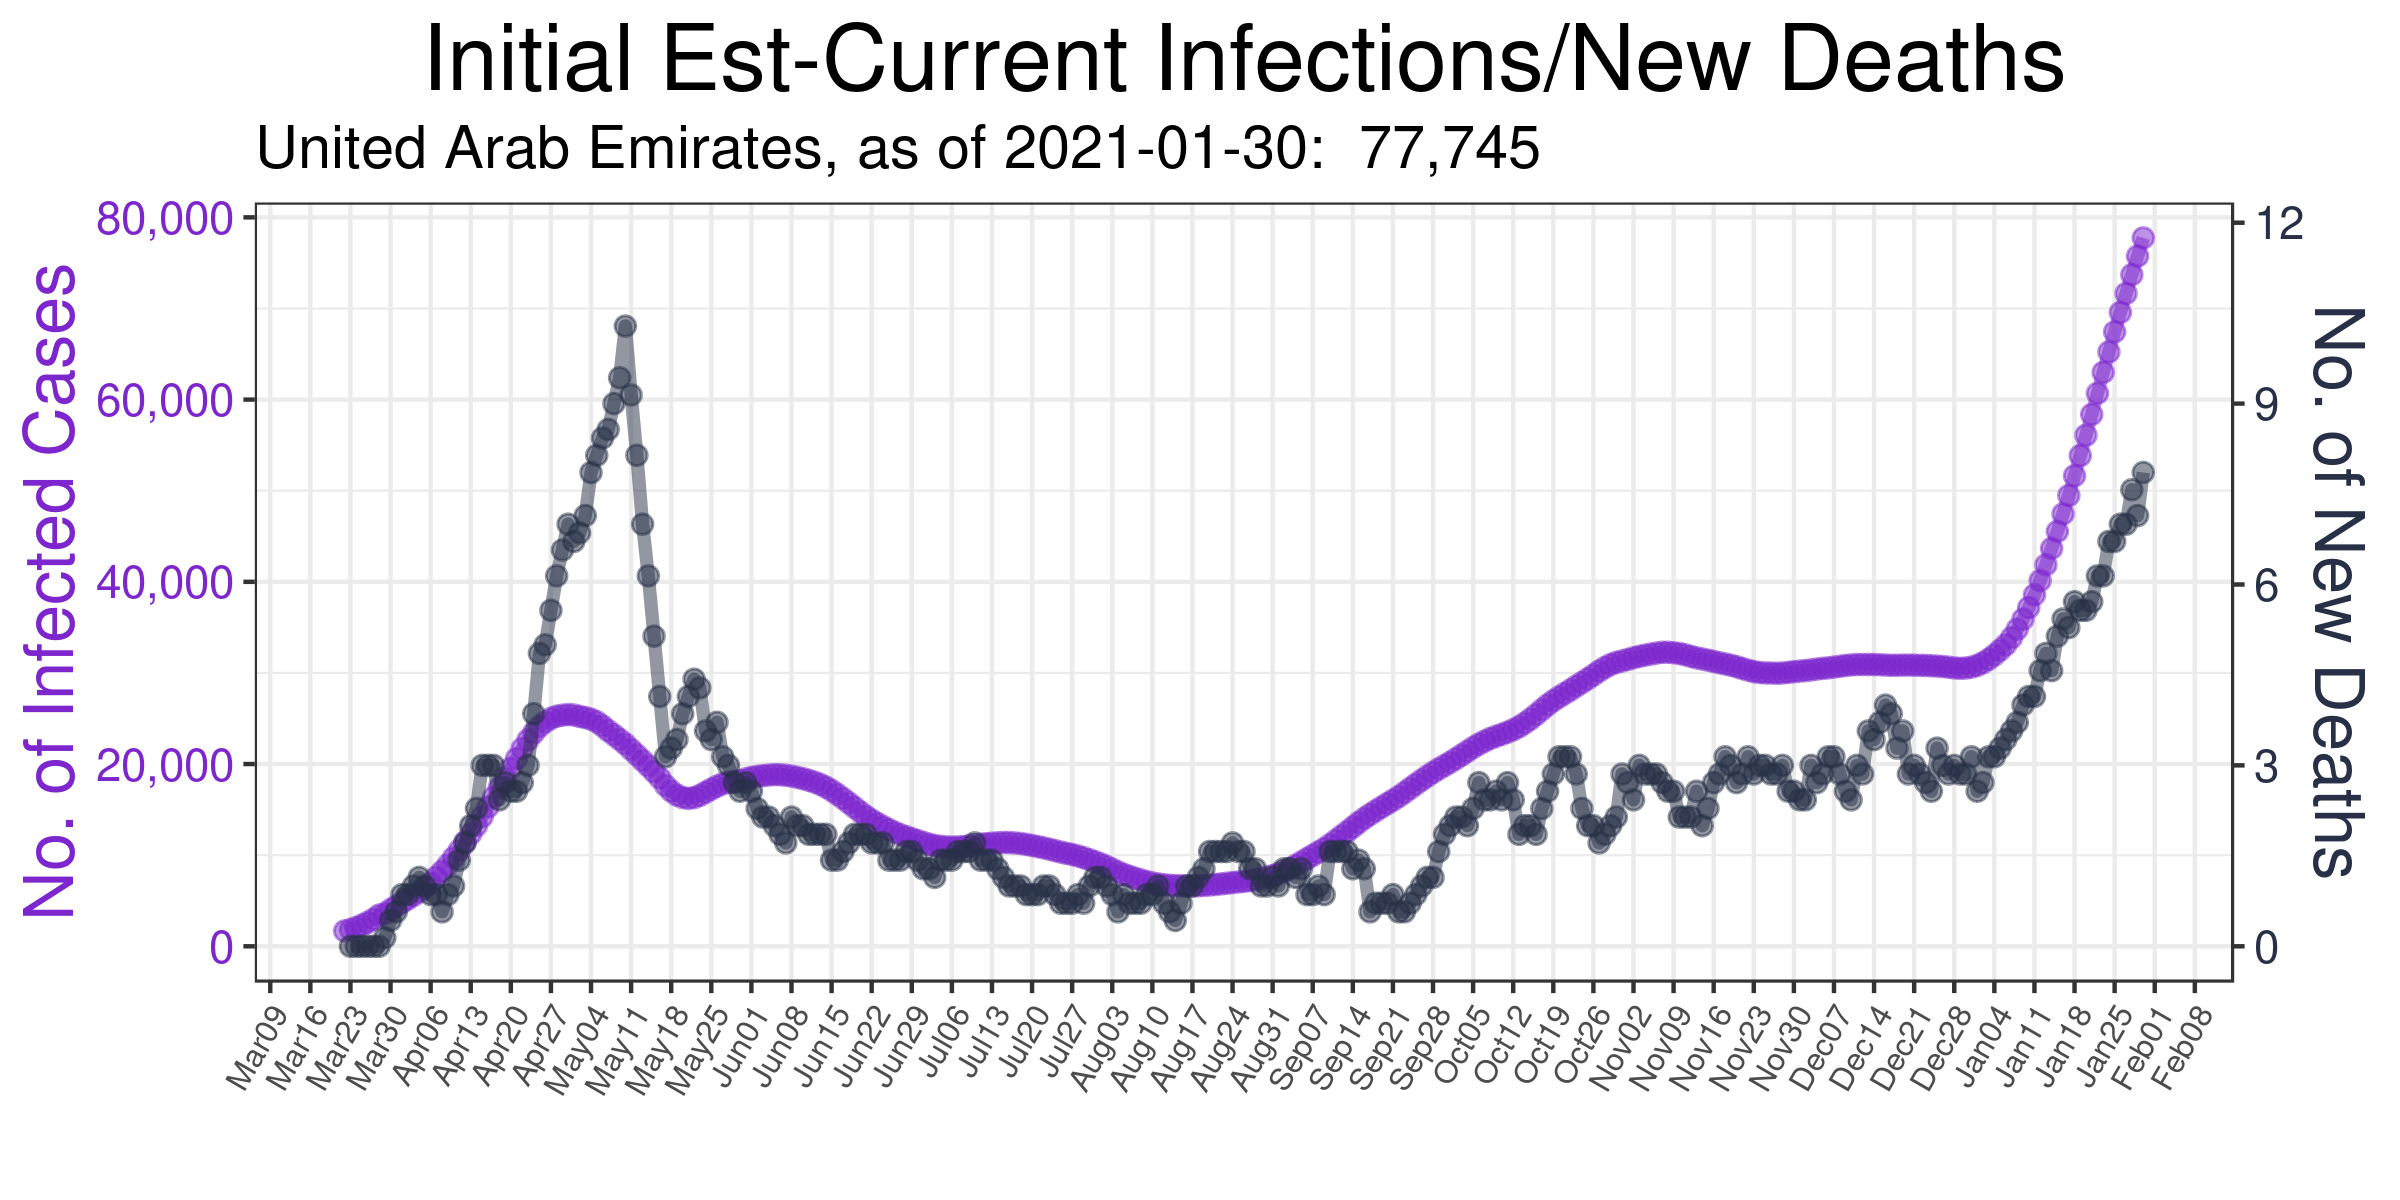 Initial Est-Current Infections/New Deaths
United Arab Emirates, as of 2021-01-30:  77,745
No. of Infected Cases
80,000
60,000
40,000
20,000
0
12
9
6
3
0
No. of New Deaths
Mar09 Mar16 Mar23 Mar30 Apr06 Apr13 Apr20 Apr27 May04 May11 May18 May25 Jun01 Jun08 Jun15 Jun22 Jun29 Jul06 Jul13 Jul20 Jul27 Aug03 Aug10 Aug17 Aug24 Aug31 Sep07 Sep14 Sep21 Sep28 Oct05 Oct12 Oct19 Oct26 Nov02 Nov09 Nov16 Nov23 Nov30 Dec07 Dec14 Dec21 Dec28 Jan04 Jan11 Jan18 Jan25 Feb01 Feb08